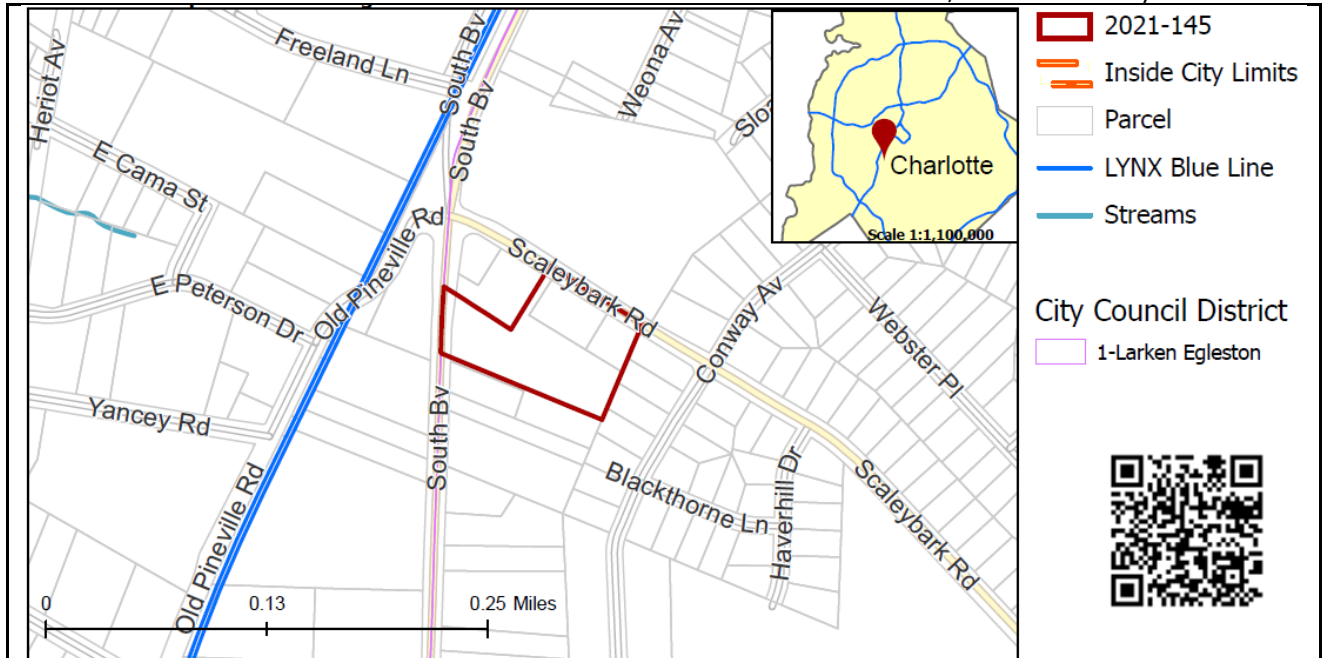 Freeland Ln
South Bv
South Bv
Weona Av
Heriot Av
E Cama St
Old Pineville Rd
Scaleybark Rd
E Peterson Dr
Conway Av
Webster Pl
Yancey Rd
South Bv
Blackthorne Ln
Haverhill Dr
Scaleybark Rd
Old Pineville Rd
0 0.13 0.25 Miles
Charlotte
Scale 1:1,100,000
2021-145
Inside City Limits
Parcel
LYNX Blue Line
Streams
City Council District
1-Larken Egleston